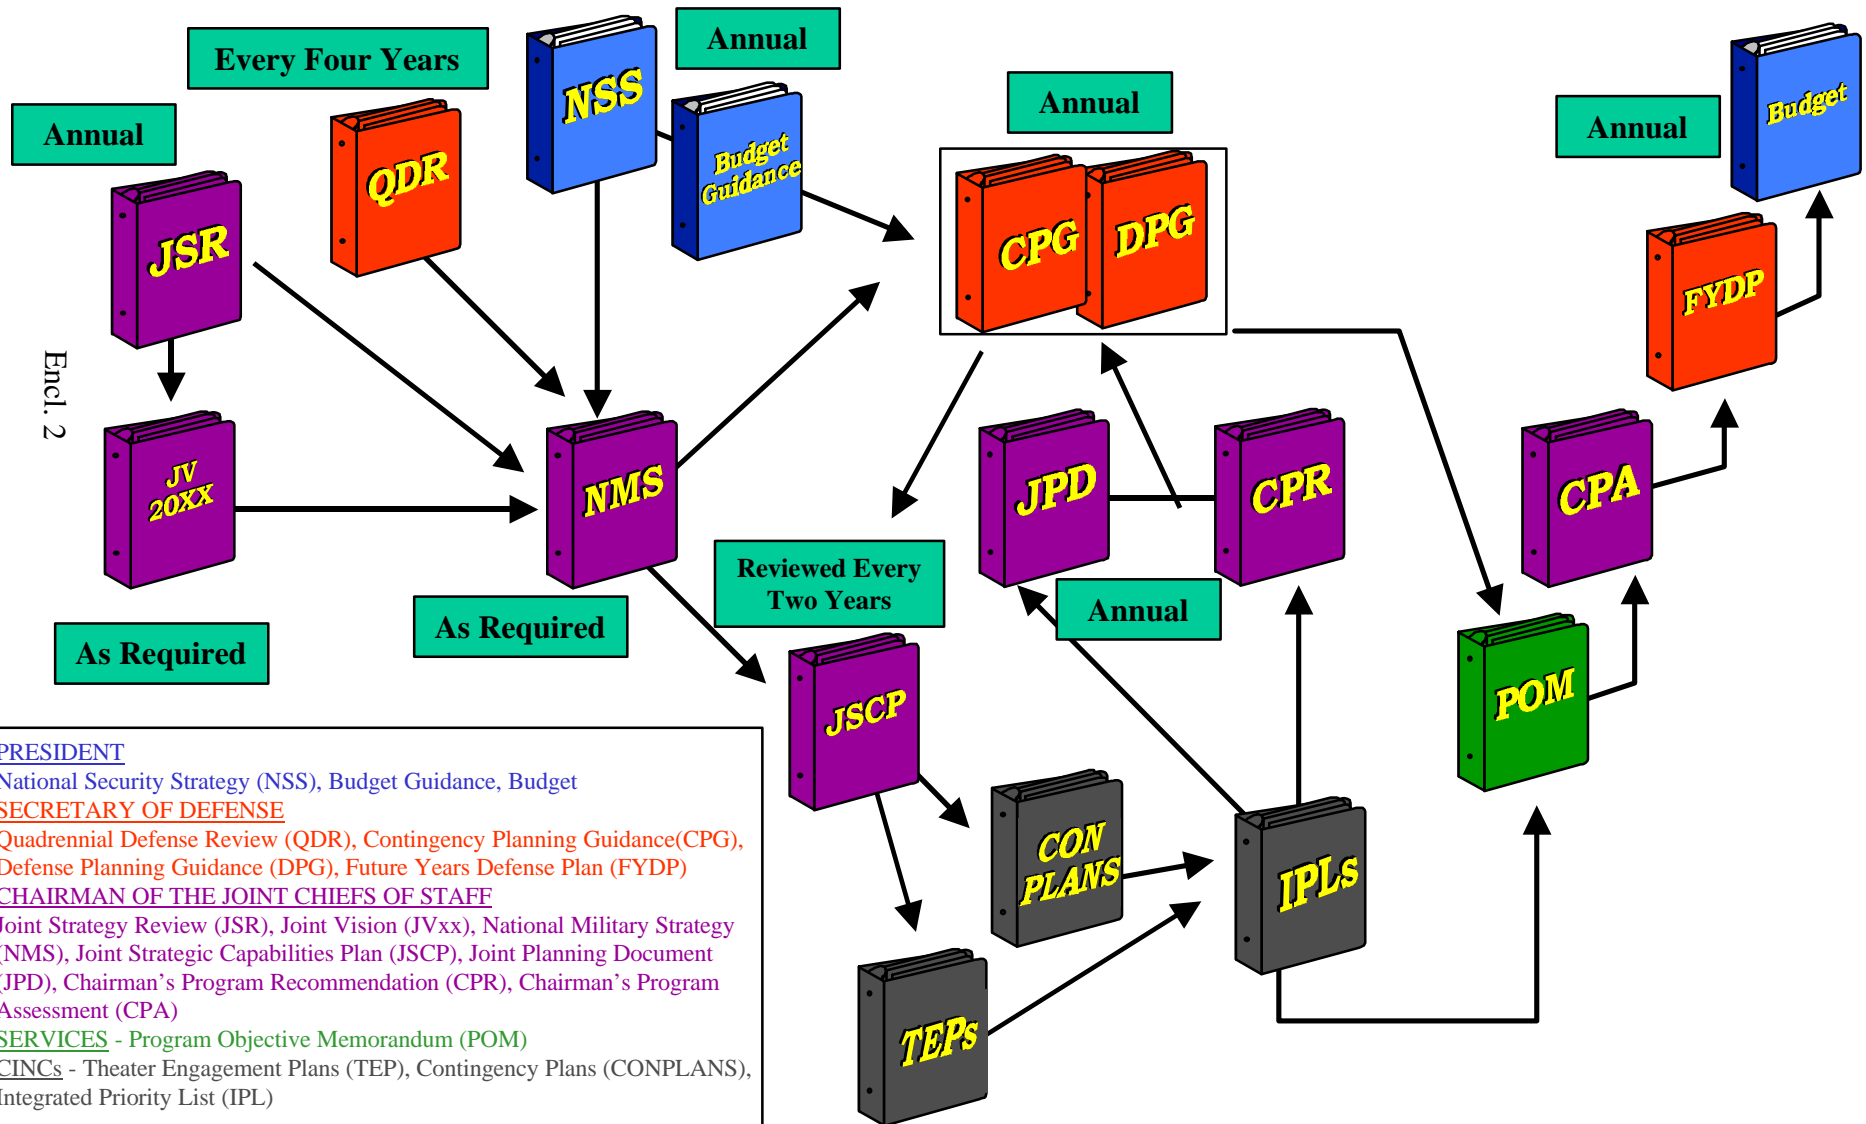 Every Four Years
NSS
Annual
Budget
Guidance
Annual
QDR
Annual
JSR
Annual
CPG
DPG
Annual
Budget
FYDP
Encl. 2
JV
20XX
NMS
As Required
As Required
Reviewed Every
Two Years
JPD
CPR
Annual
CPA
POM
JSCP
CON
PLANS
IPLs
TEPs
PRESIDENT
National Security Strategy (NSS), Budget Guidance, Budget
SECRETARY OF DEFENSE
Quadrennial Defense Review (QDR), Contingency Planning Guidance(CPG),
Defense Planning Guidance (DPG), Future Years Defense Plan (FYDP)
CHAIRMAN OF THE JOINT CHIEFS OF STAFF
Joint Strategy Review (JSR), Joint Vision (JVxx), National Military Strategy
(NMS), Joint Strategic Capabilities Plan (JSCP), Joint Planning Document
(JPD), Chairman’s Program Recommendation (CPR), Chairman’s Program
Assessment (CPA)
SERVICES - Program Objective Memorandum (POM)
CINCs - Theater Engagement Plans (TEP), Contingency Plans (CONPLANS),
Integrated Priority List (IPL)